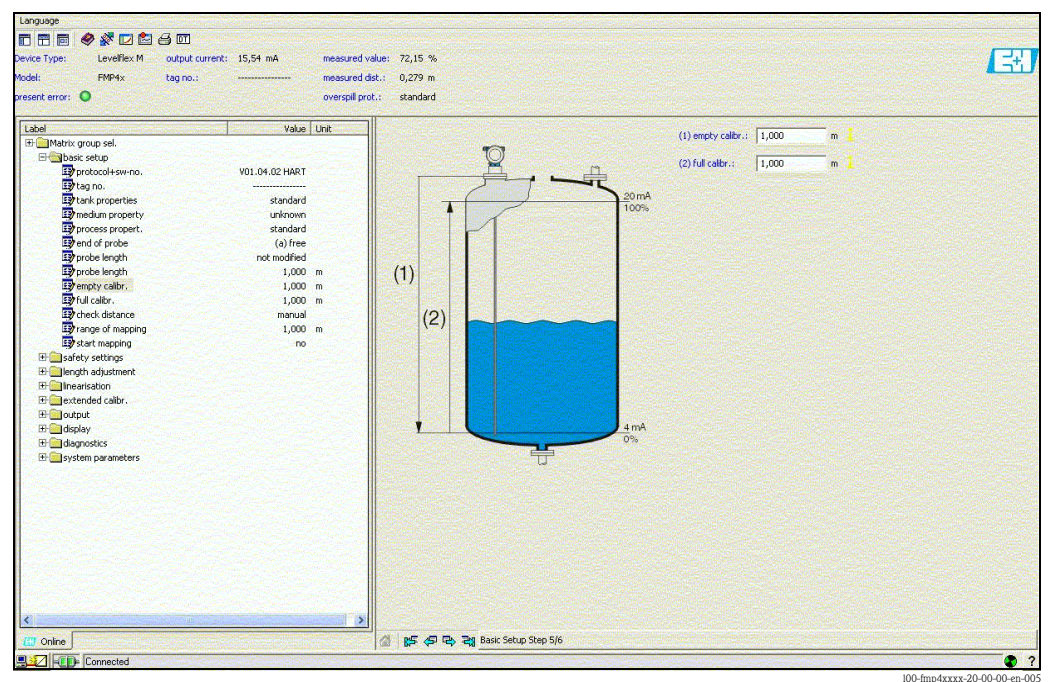 Language
Device Type: Levelflex M output current: 15,54 mA measured value: 72,15 %
Model: FMP4x tag no.: ---------------- measured dist.: 0,279 m
present error: overspill prot.: standard
E+H
Label Value Unit
Matrix group sel.
basic setup
protocol+sw-no. V01.04.02 HART
tag no. ----------------
tank properties standard
medium property unknown
process propert. standard
end of probe (a) free
probe length not modified
probe length 1,000 m
empty calibr. 1,000 m
full calibr. 1,000 m
check distance manual
range of mapping 1,000 m
start mapping no
safety settings
length adjustment
linearisation
extended calibr.
output
display
diagnostics
system parameters
(1) empty calibr.: 1,000 m
(2) full calibr.: 1,000 m
20 mA
100%
(1)
(2)
4 mA
0%
Online
Basic Setup Step 5/6
Connected
?
l00-fmp4xxxx-20-00-00-en-005